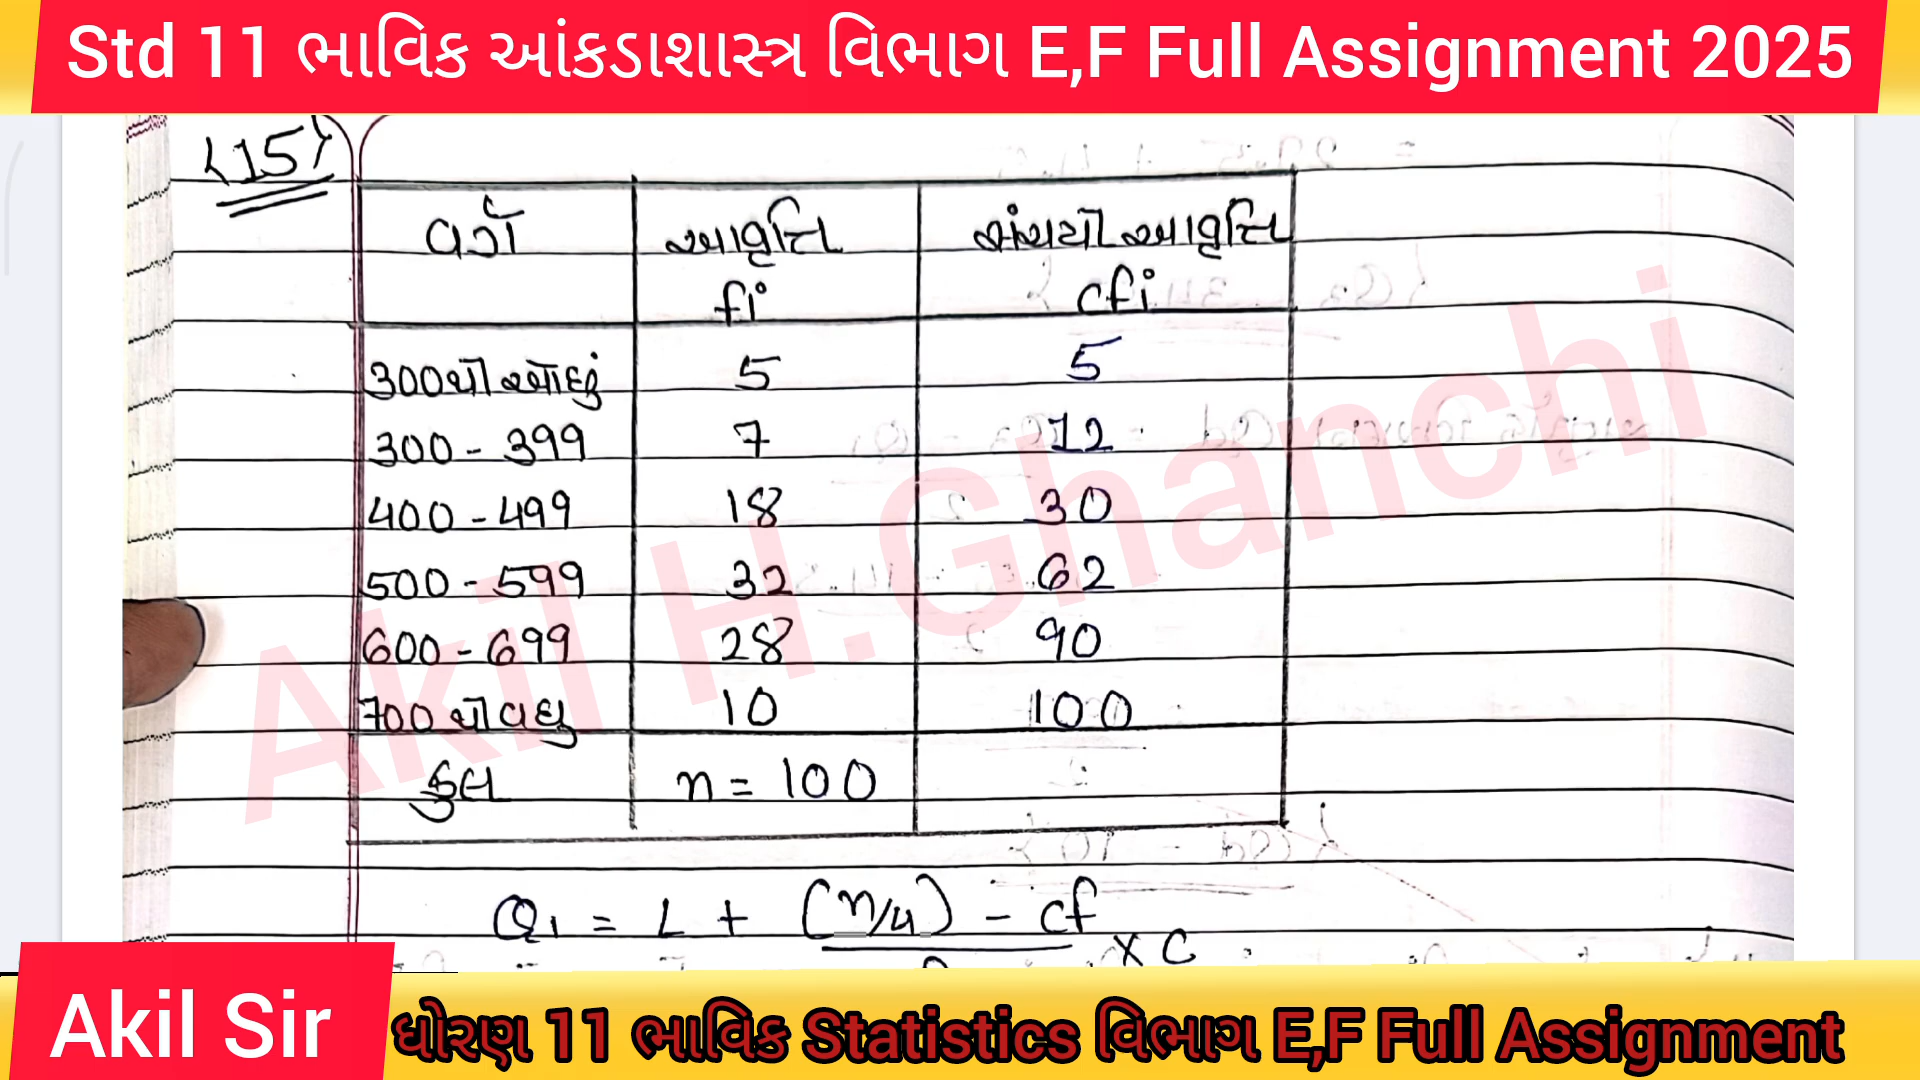 Std 11 ભાવિક આંકડાશાસ્ત્ર વિભાગ E,F Full Assignment 2025
{15}
વર્ગ આવૃત્તિ fi સંચયી આવૃત્તિ cfi
300થી ઓછું 5 5
300 - 399 7 12
400 - 499 18 30
500 - 599 32 62
600 - 699 28 90
700 થી વધુ 10 100
કુલ n = 100
Q1 = L + (n/4) - cf × C
Akil H. Ghanchi
Akil Sir
ધોરણ 11 ભાવિક Statistics વિભાગ E,F Full Assignment